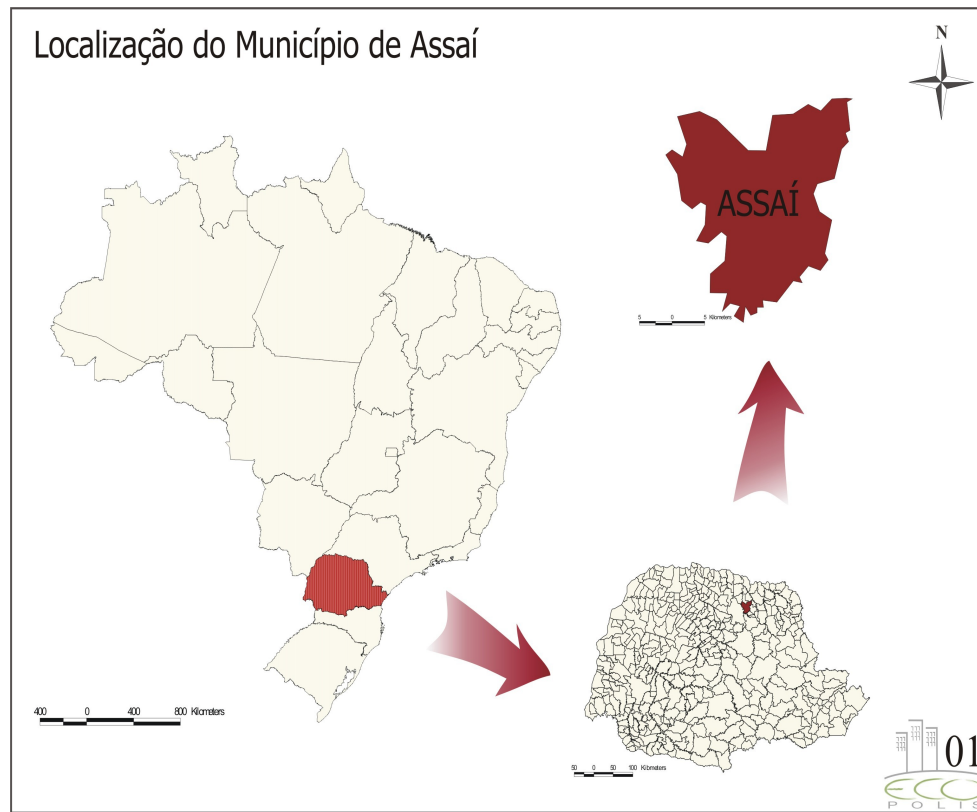 Localização do Município de Assaí
N
ASSAÍ
5 0 5 Kilometers
400 0 400 800 Kilometers
50 0 50 100 Kilometers
01
ECCO
POLIS